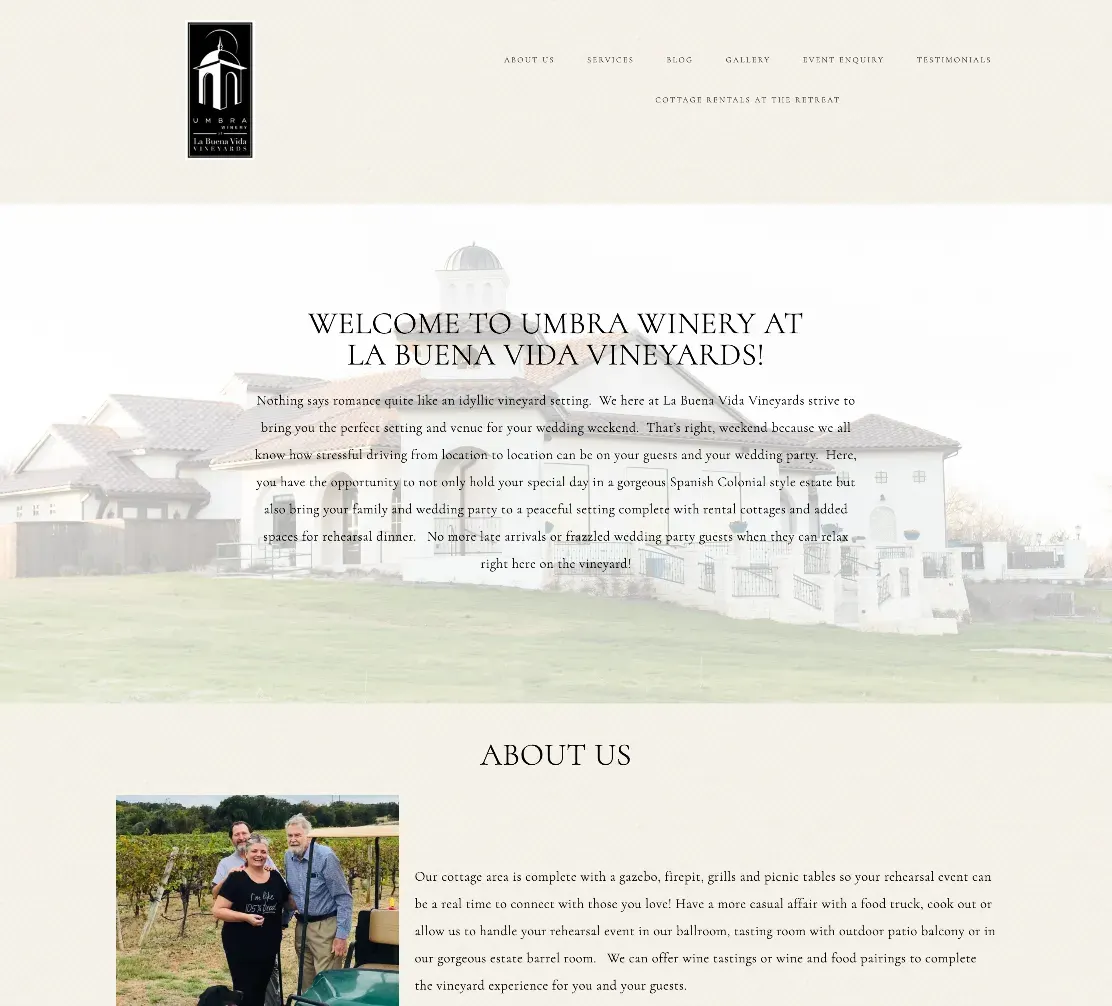 UMBRA
WINERY
AT
La Buena Vida
VINEYARDS
ABOUT US SERVICES BLOG GALLERY EVENT ENQUIRY TESTIMONIALS
COTTAGE RENTALS AT THE RETREAT
WELCOME TO UMBRA WINERY AT
LA BUENA VIDA VINEYARDS!
Nothing says romance quite like an idyllic vineyard setting. We here at La Buena Vida Vineyards strive to
bring you the perfect setting and venue for your wedding weekend. That's right, weekend because we all
know how stressful driving from location to location can be on your guests and your wedding party. Here,
you have the opportunity to not only hold your special day in a gorgeous Spanish Colonial style estate but
also bring your family and wedding party to a peaceful setting complete with rental cottages and added
spaces for rehearsal dinner. No more late arrivals or frazzled wedding party guests when they can relax
right here on the vineyard!
ABOUT US
I'm like
Our cottage area is complete with a gazebo, firepit, grills and picnic tables so your rehearsal event can
be a real time to connect with those you love! Have a more casual affair with a food truck, cook out or
allow us to handle your rehearsal event in our ballroom, tasting room with outdoor patio balcony or in
our gorgeous estate barrel room. We can offer wine tastings or wine and food pairings to complete
the vineyard experience for you and your guests.